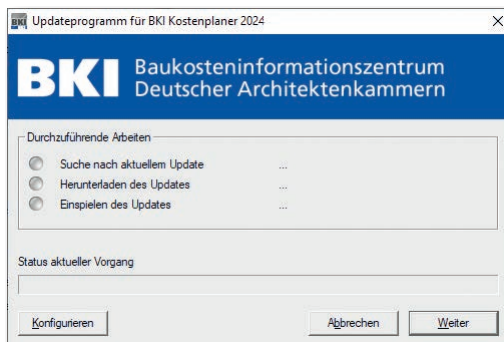 BKI Updateprogramm für BKI Kostenplaner 2024
BKI Baukosteninformationszentrum
Deutscher Architektenkammern
Durchzuführende Arbeiten
Suche nach aktuellem Update ...
Herunterladen des Updates ...
Einspielen des Updates ...
Status aktueller Vorgang
Konfigurieren Abbrechen Weiter